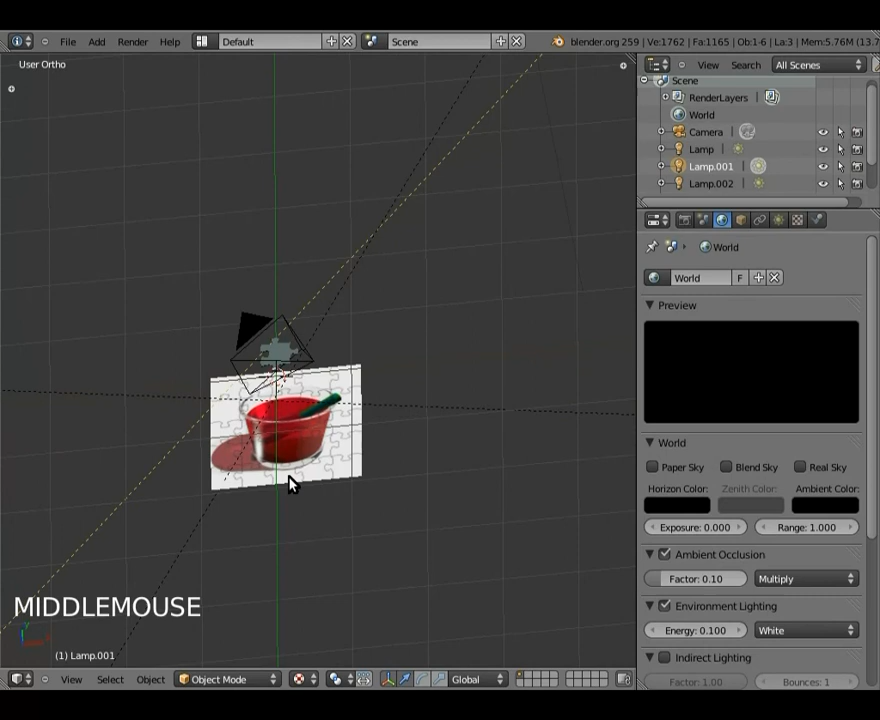 File Add Render Help Default Scene blender.org 259 | Ve:1762 | Fa:1165 | Ob:1-6 | La:3 | Mem:5.76M (13.7
User Ortho
View Search All Scenes
Scene
RenderLayers
World
Camera
Lamp
Lamp.001
Lamp.002
World
World F
Preview
World
Paper Sky Blend Sky Real Sky
Horizon Color: Zenith Color: Ambient Color:
Exposure: 0.000 Range: 1.000
Ambient Occlusion
Factor: 0.10 Multiply
Environment Lighting
Energy: 0.100 White
Indirect Lighting
Factor: 1.00 Bounces: 1
MIDDLEMOUSE
(1) Lamp.001
View Select Object Object Mode Global